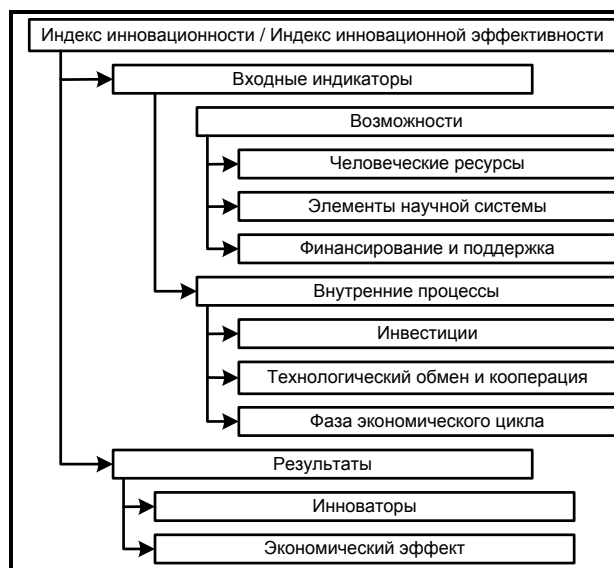 Индекс инновационности / Индекс инновационной эффективности
Входные индикаторы
Возможности
Человеческие ресурсы
Элементы научной системы
Финансирование и поддержка
Внутренние процессы
Инвестиции
Технологический обмен и кооперация
Фаза экономического цикла
Результаты
Инноваторы
Экономический эффект